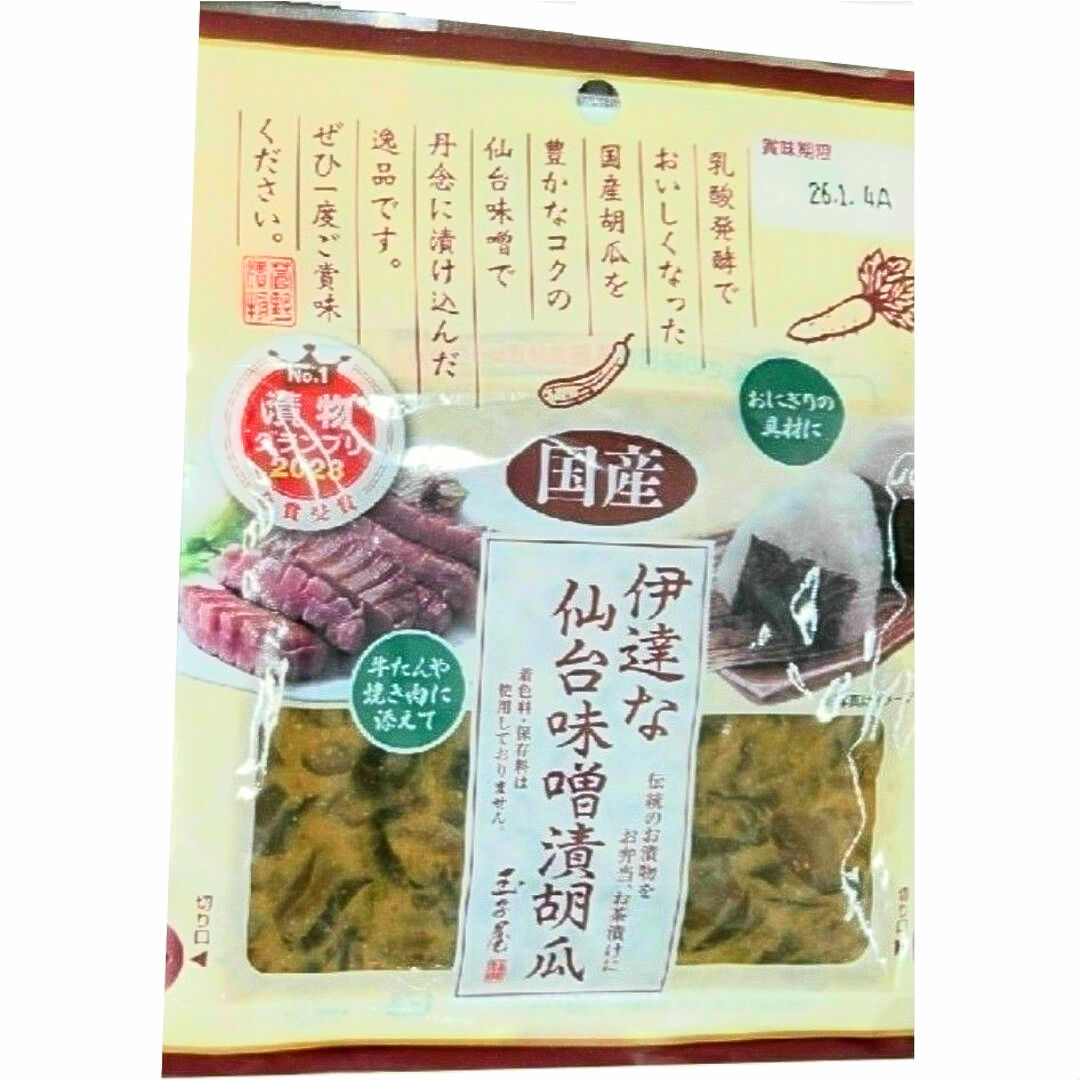 賞味期限
26.1.4A
乳酸発酵で
おいしくなった
国産胡瓜を
豊かなコクの
仙台味噌で
丹念に漬け込んだ
逸品です。
ぜひ一度ご賞味
ください。
No.1
漬物
グランプリ
2023
おにぎりの
具材に
国産
伊達な
仙台味噌漬胡瓜
伝統のお漬物を
お弁当、お茶漬けに
着色料・保存料は
使用しておりません。
牛たんや
焼き肉に
添えて
切り口
切り口